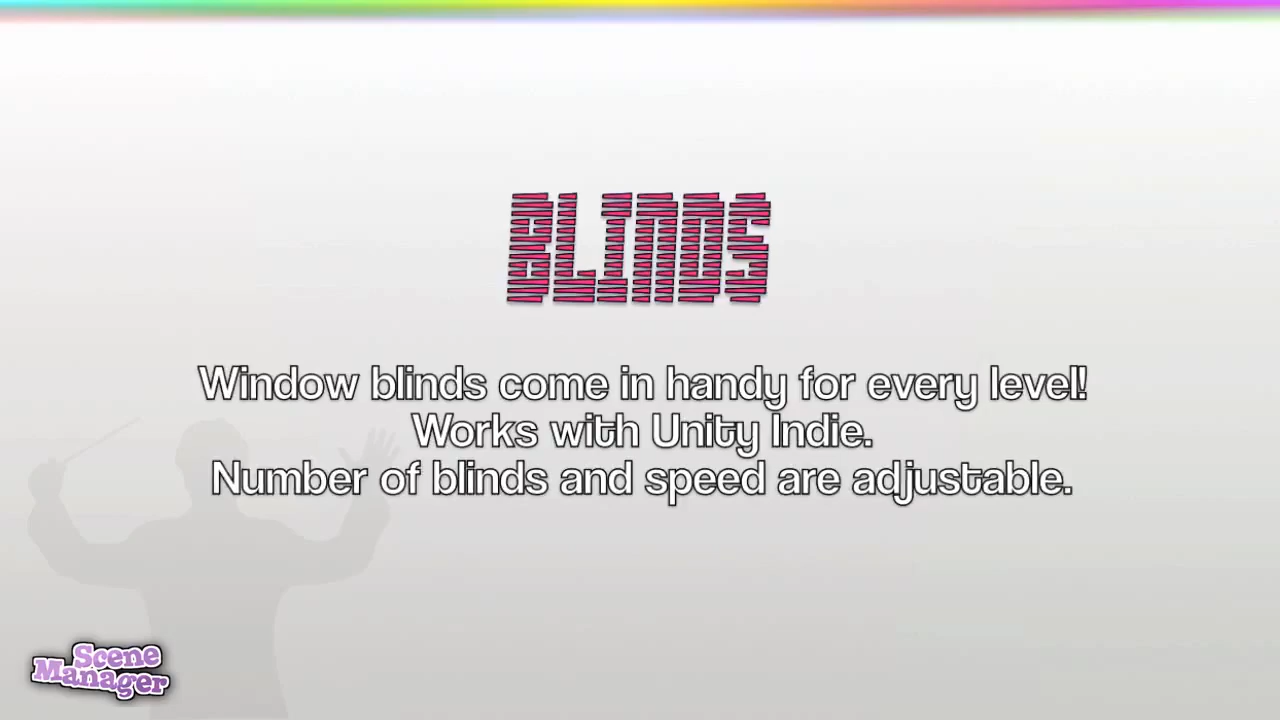 BLINDS
Window blinds come in handy for every level!
Works with Unity Indie.
Number of blinds and speed are adjustable.
Scene
Manager